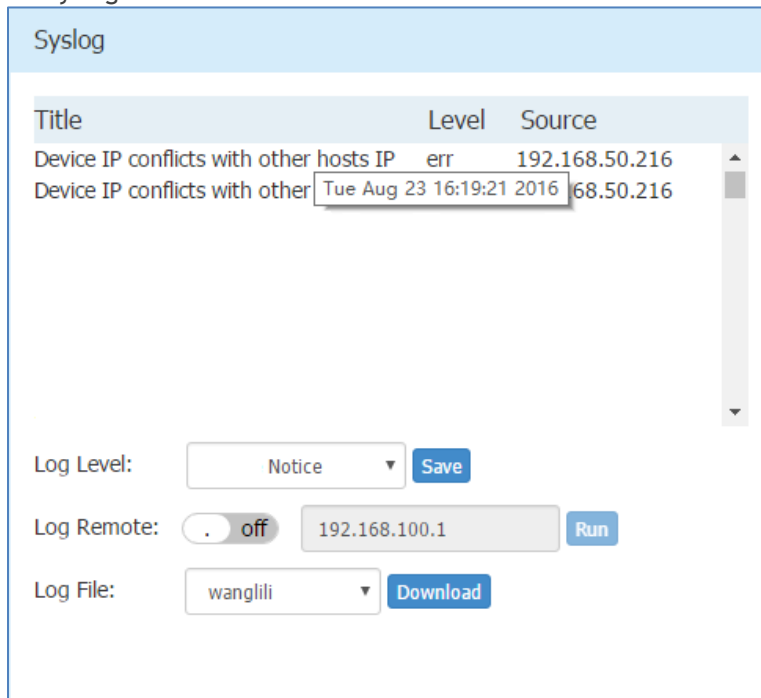 Syslog
Title Level Source
Device IP conflicts with other hosts IP err 192.168.50.216
Device IP conflicts with other Tue Aug 23 16:19:21 2016 68.50.216
Log Level: Notice Save
Log Remote: . off 192.168.100.1 Run
Log File: wanglili Download